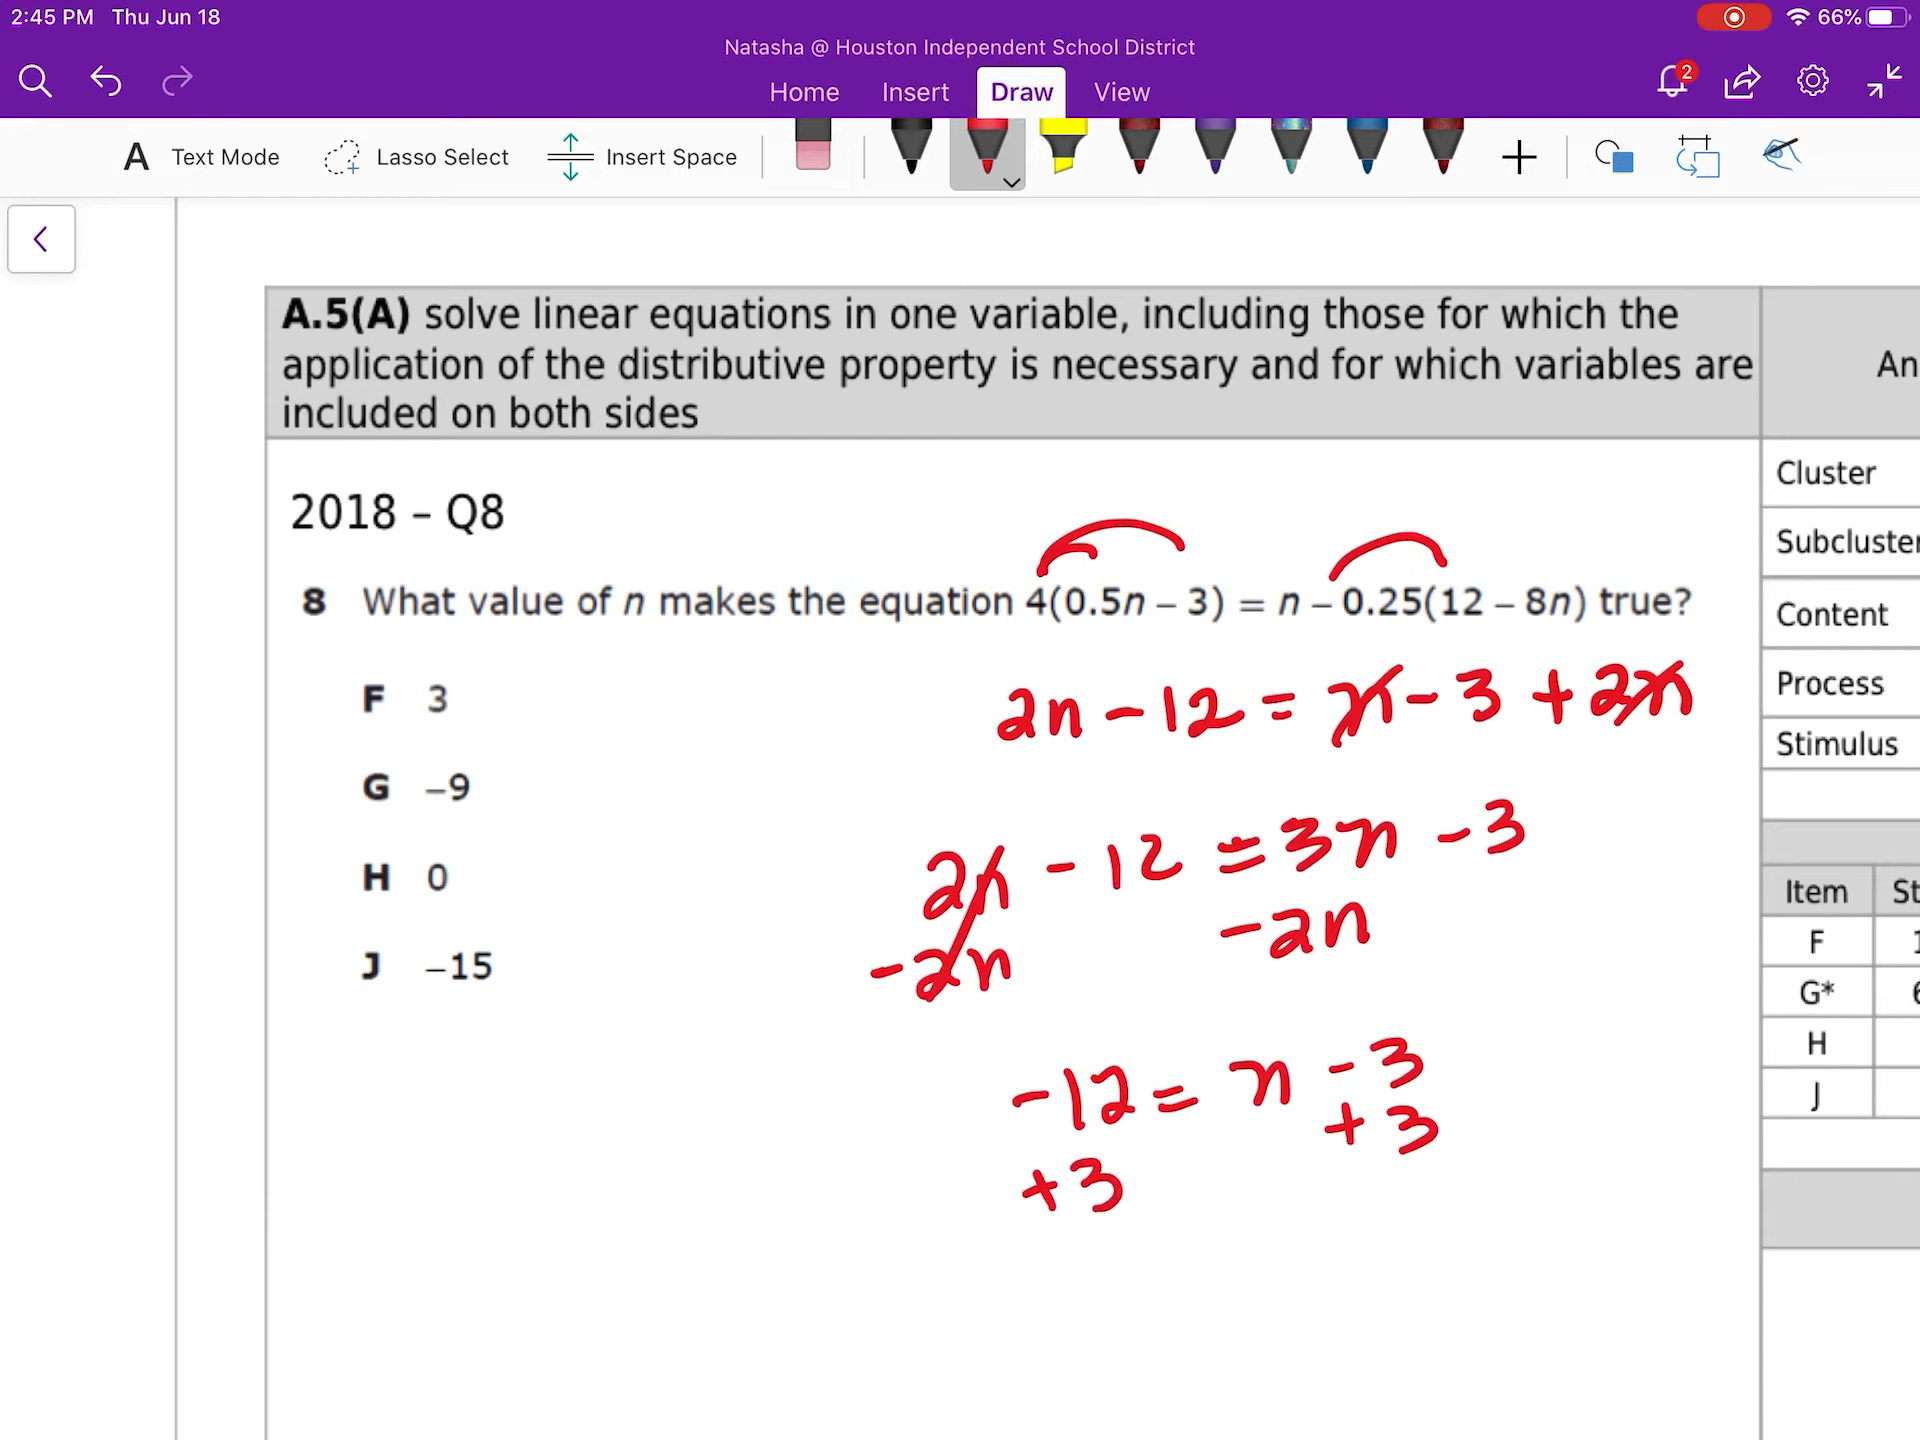 2:45 PM Thu Jun 18 66%
Natasha @ Houston Independent School District
Home Insert Draw View 2
A Text Mode Lasso Select Insert Space
A.5(A) solve linear equations in one variable, including those for which the
application of the distributive property is necessary and for which variables are
included on both sides
An
2018 – Q8
8 What value of n makes the equation 4(0.5n – 3) = n – 0.25(12 – 8n) true?
F 3
G –9
H 0
J –15
2n - 12 = n - 3 + 2n
2n - 12 = 3n - 3
-2n -2n
-12 = n - 3
+3
+3
Cluster
Subcluster
Content
Process
Stimulus
Item St
F 1
G* 6
H
J